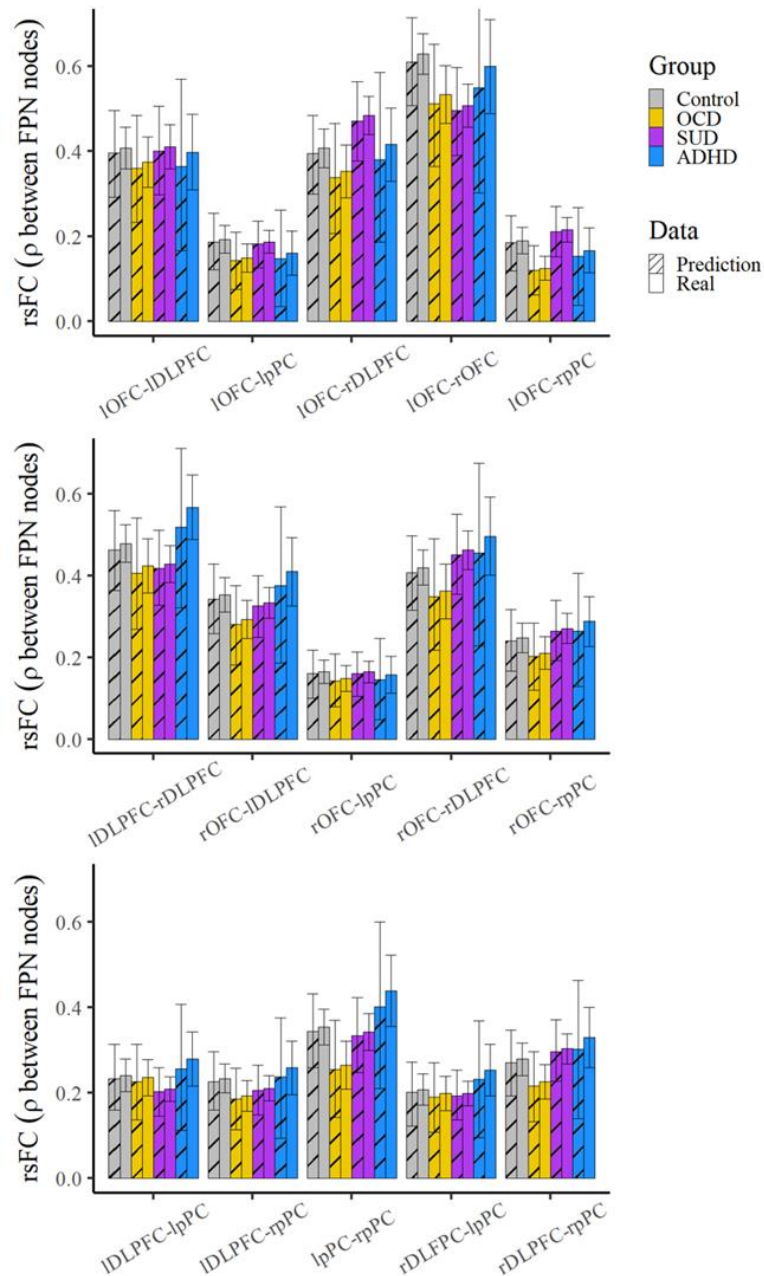 rsFC (ρ between FPN nodes)
0.6
0.4
0.2
0.0
lOFC-lDLPFC
lOFC-lpPC
lOFC-rDLPFC
lOFC-rOFC
lOFC-rpPC
Group
Control
OCD
SUD
ADHD
Data
Prediction
Real
rsFC (ρ between FPN nodes)
0.6
0.4
0.2
0.0
lDLPFC-rDLPFC
rOFC-lDLPFC
rOFC-lpPC
rOFC-rDLPFC
rOFC-rpPC
rsFC (ρ between FPN nodes)
0.6
0.4
0.2
0.0
lDLPFC-lpPC
lDLPFC-rpPC
lpPC-rpPC
rDLFPC-lpPC
rDLPFC-rpPC